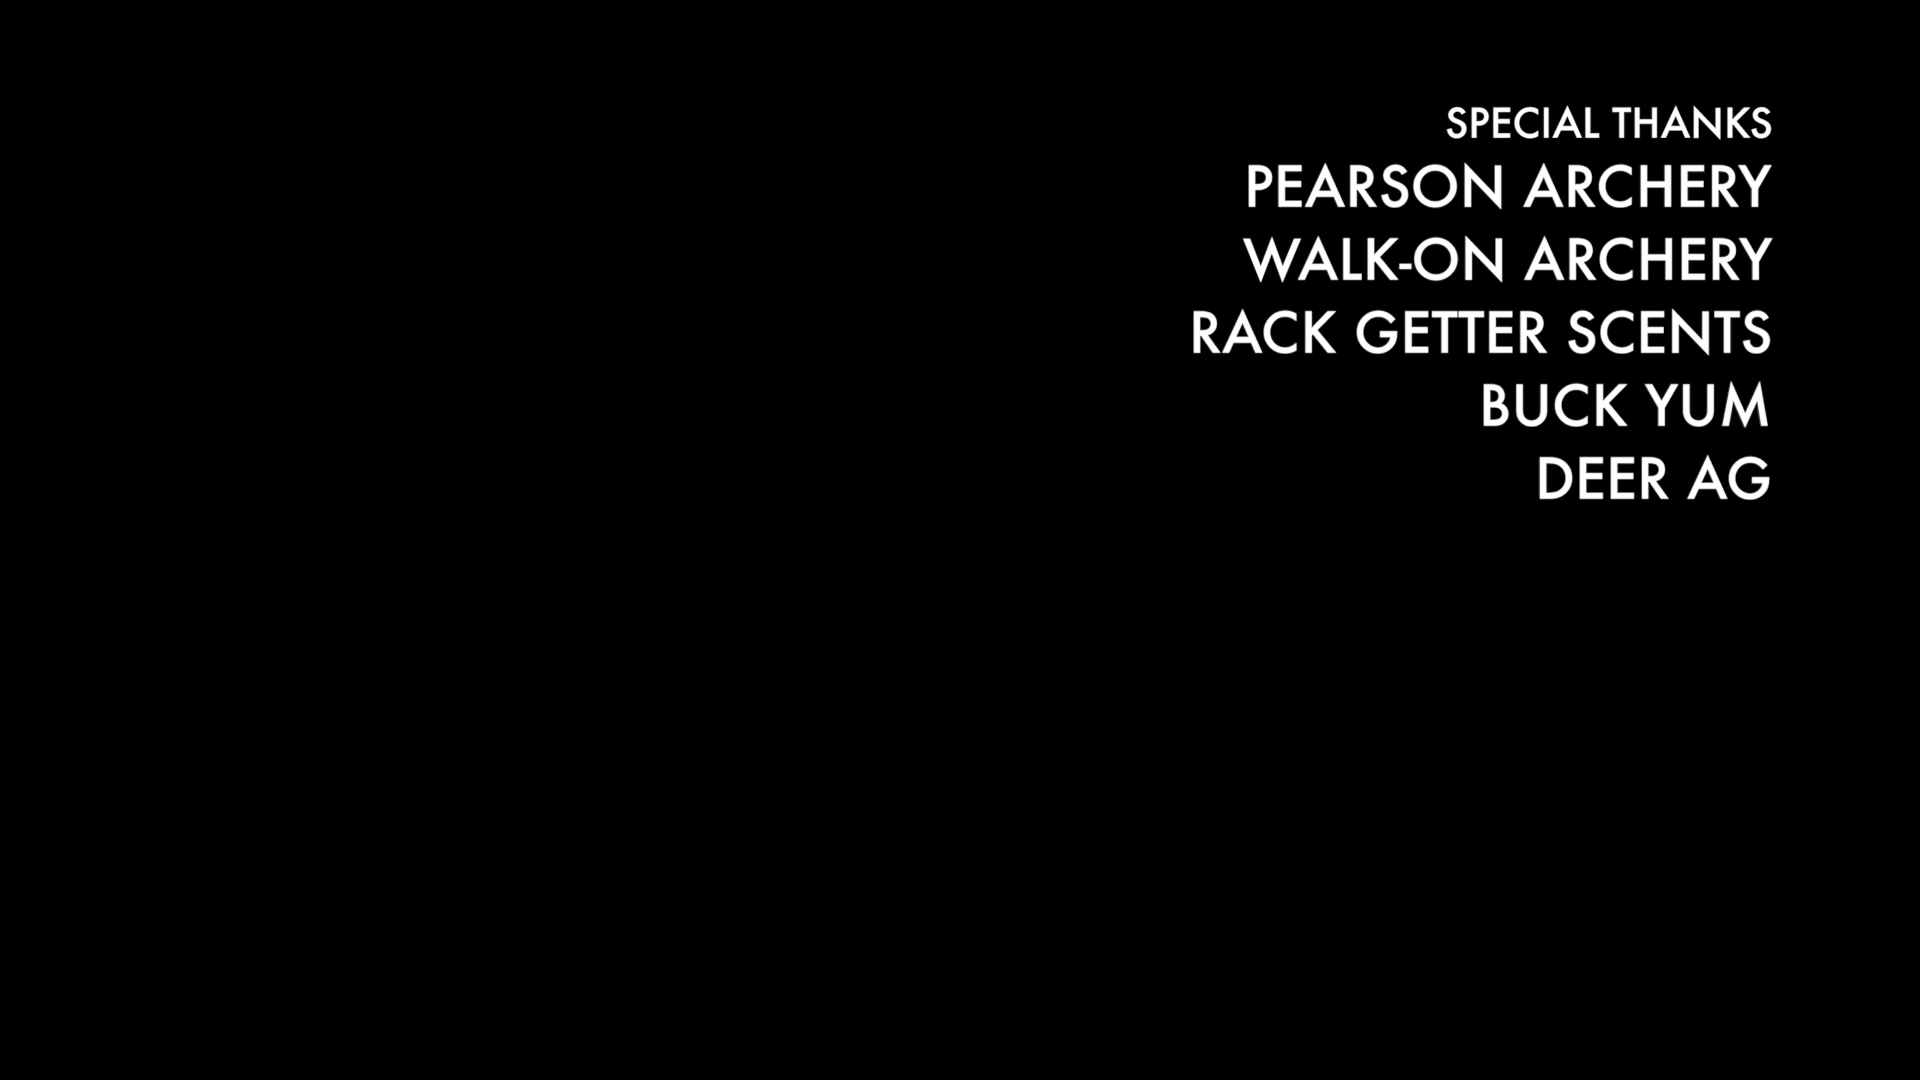 SPECIAL THANKS
PEARSON ARCHERY
WALK-ON ARCHERY
RACK GETTER SCENTS
BUCK YUM
DEER AG